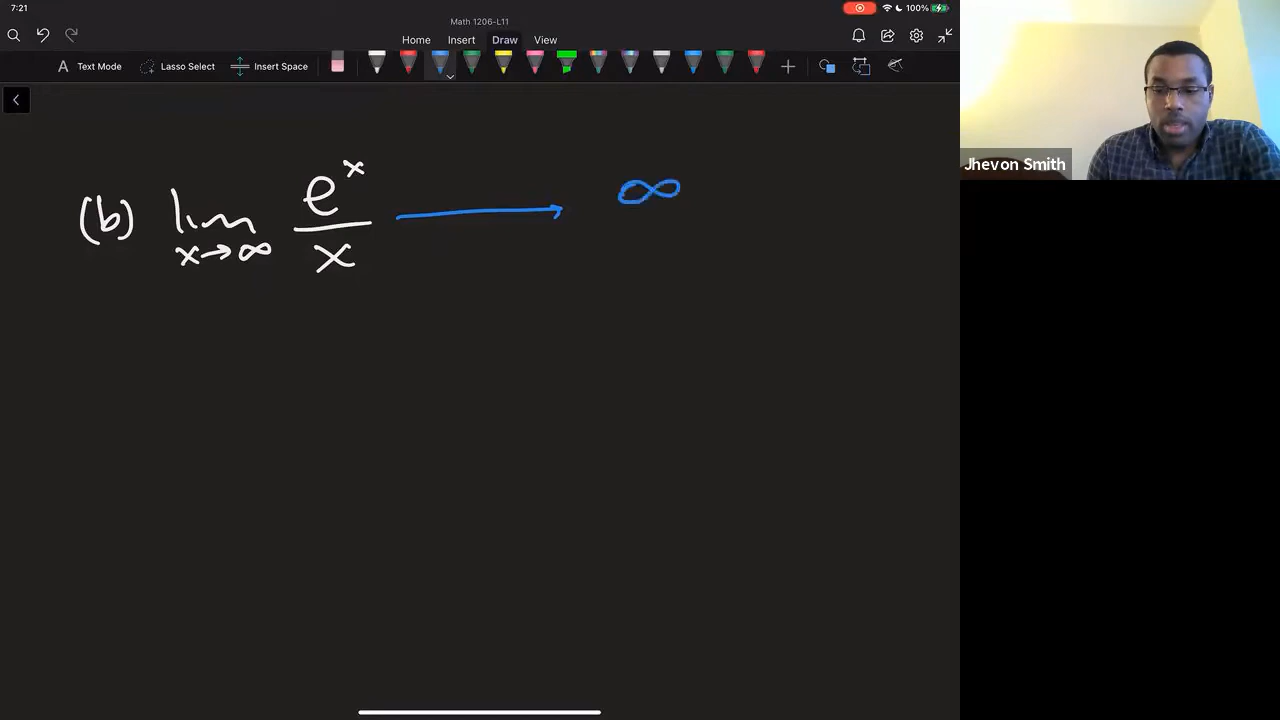 7:21
100%
Math 1206-L11
Home Insert Draw View
Text Mode Lasso Select Insert Space
Jhevon Smith
(b) lim x→∞ e^x / x → ∞